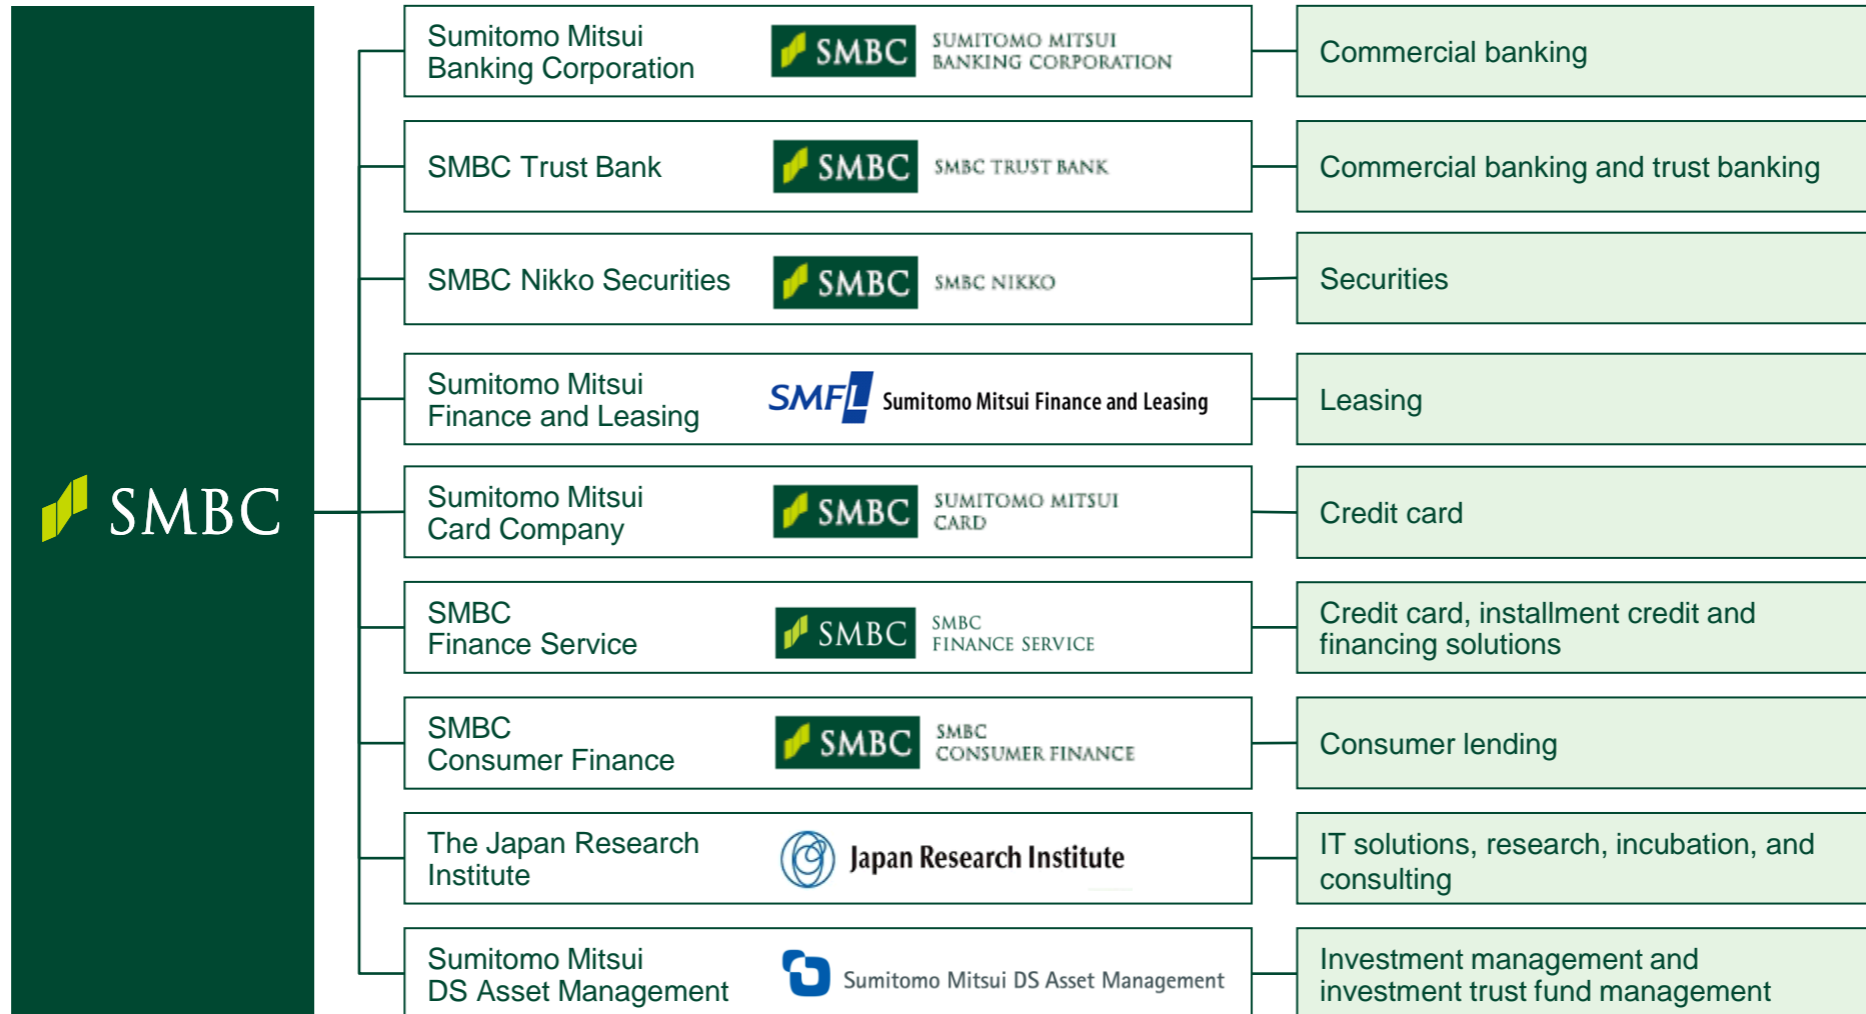 SMBC
Sumitomo Mitsui
Banking Corporation
SMBC
SUMITOMO MITSUI
BANKING CORPORATION
Commercial banking
SMBC Trust Bank
SMBC
SMBC TRUST BANK
Commercial banking and trust banking
SMBC Nikko Securities
SMBC
SMBC NIKKO
Securities
Sumitomo Mitsui
Finance and Leasing
SMFL
Sumitomo Mitsui Finance and Leasing
Leasing
Sumitomo Mitsui
Card Company
SMBC
SUMITOMO MITSUI
CARD
Credit card
SMBC
Finance Service
SMBC
SMBC
FINANCE SERVICE
Credit card, installment credit and
financing solutions
SMBC
Consumer Finance
SMBC
SMBC
CONSUMER FINANCE
Consumer lending
The Japan Research
Institute
Japan Research Institute
IT solutions, research, incubation, and
consulting
Sumitomo Mitsui
DS Asset Management
Sumitomo Mitsui DS Asset Management
Investment management and
investment trust fund management